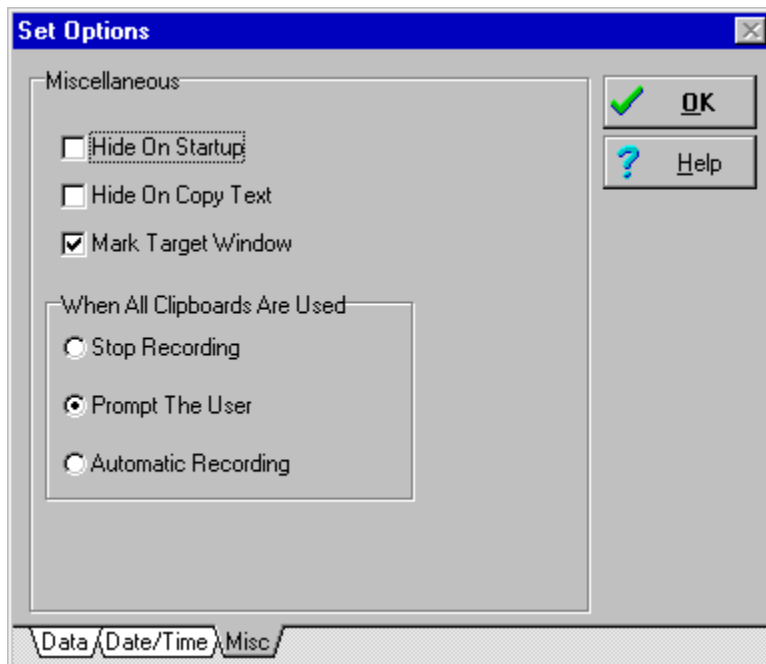 Set Options
Miscellaneous
Hide On Startup
Hide On Copy Text
Mark Target Window
When All Clipboards Are Used
Stop Recording
Prompt The User
Automatic Recording
OK
Help
Data
Date/Time
Misc